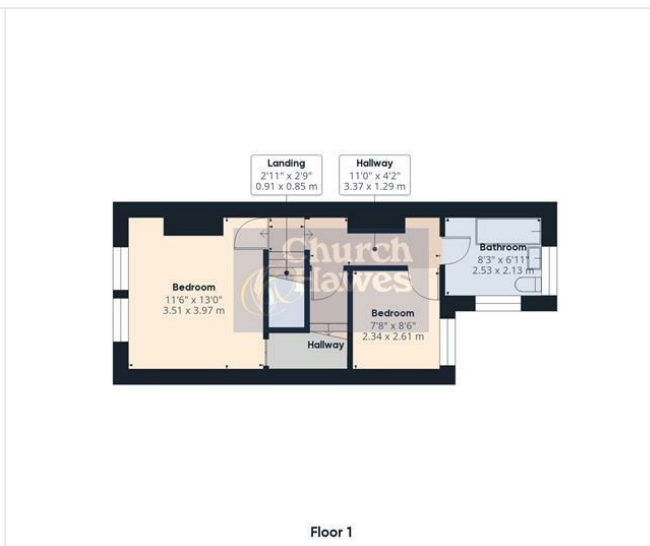 Landing
2'11" x 2'9"
0.91 x 0.85 m
Hallway
11'0" x 4'2"
3.37 x 1.29 m
Church
Hawes
Bathroom
8'3" x 6'11"
2.53 x 2.13 m
Bedroom
11'6" x 13'0"
3.51 x 3.97 m
Bedroom
7'8" x 8'6"
2.34 x 2.61 m
Hallway
Floor 1